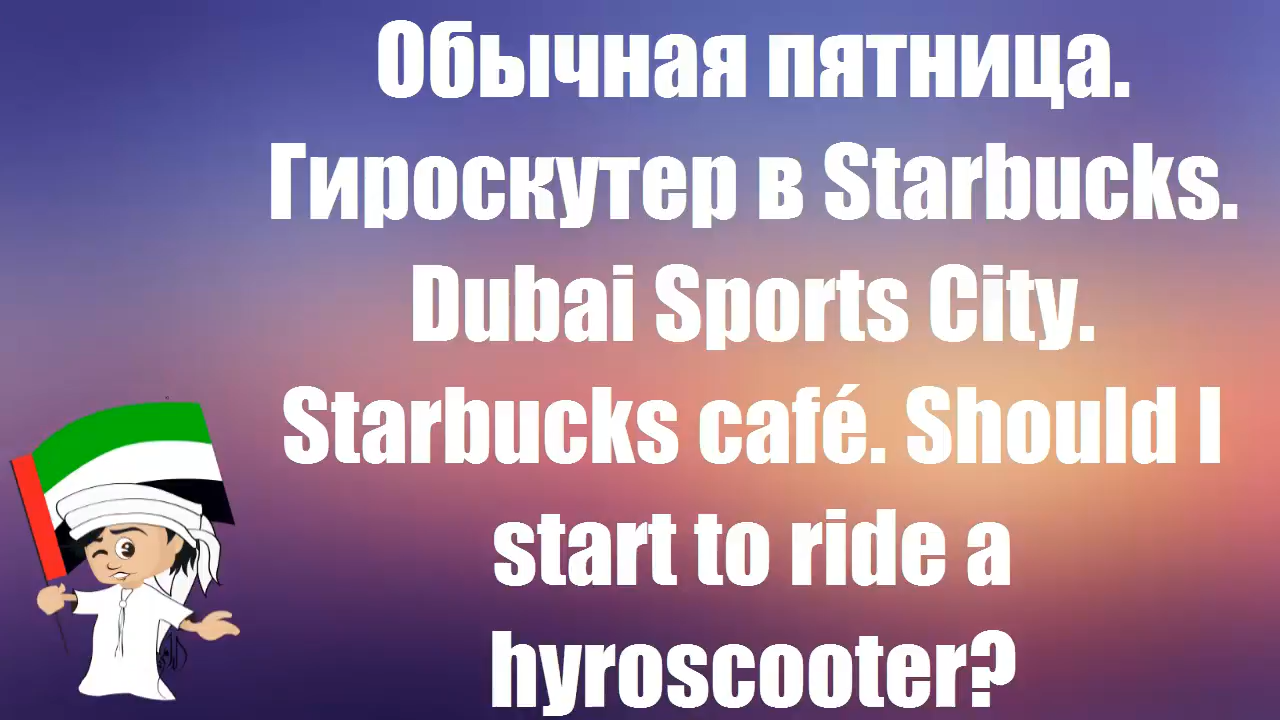 Обычная пятница.
Гироскутер в Starbucks.
Dubai Sports City.
Starbucks café. Should I
start to ride a
hyroscooter?